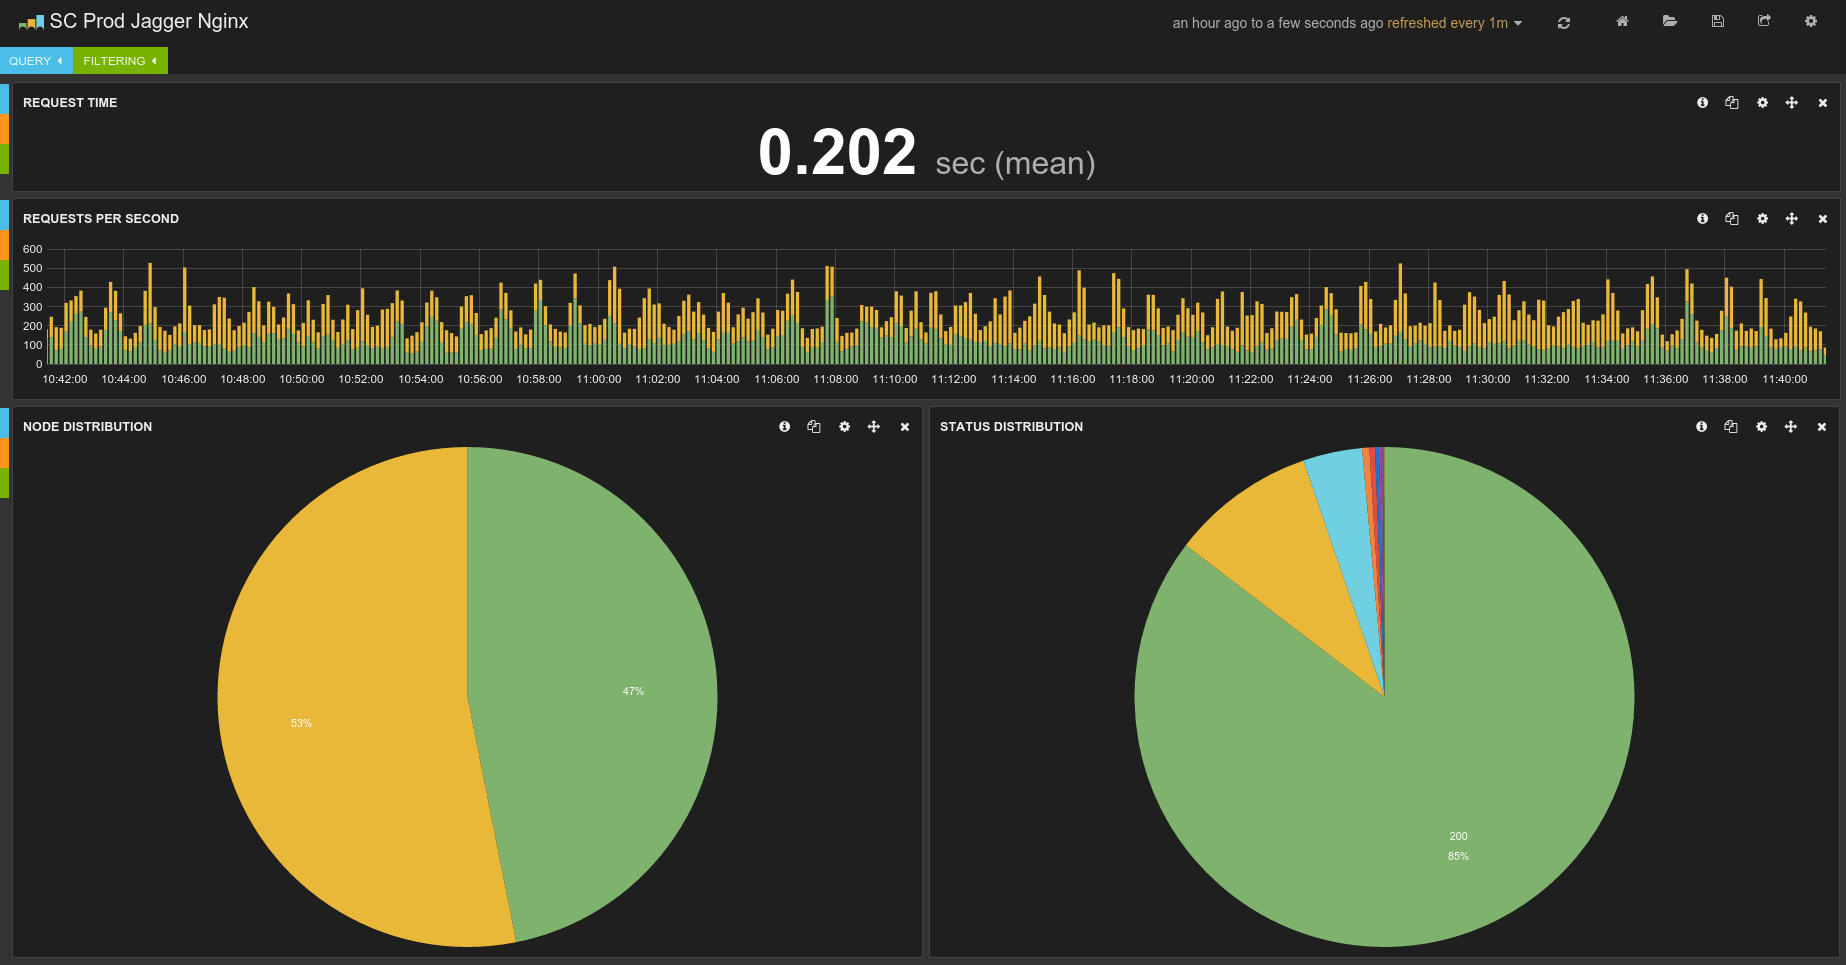 SC Prod Jagger Nginx
an hour ago to a few seconds ago refreshed every 1m
QUERY
FILTERING
REQUEST TIME
0.202 sec (mean)
REQUESTS PER SECOND
600
500
400
300
200
100
0
10:42:00 10:44:00 10:46:00 10:48:00 10:50:00 10:52:00 10:54:00 10:56:00 10:58:00 11:00:00 11:02:00 11:04:00 11:06:00 11:08:00 11:10:00 11:12:00 11:14:00 11:16:00 11:18:00 11:20:00 11:22:00 11:24:00 11:26:00 11:28:00 11:30:00 11:32:00 11:34:00 11:36:00 11:38:00 11:40:00
NODE DISTRIBUTION
47%
53%
STATUS DISTRIBUTION
200
85%